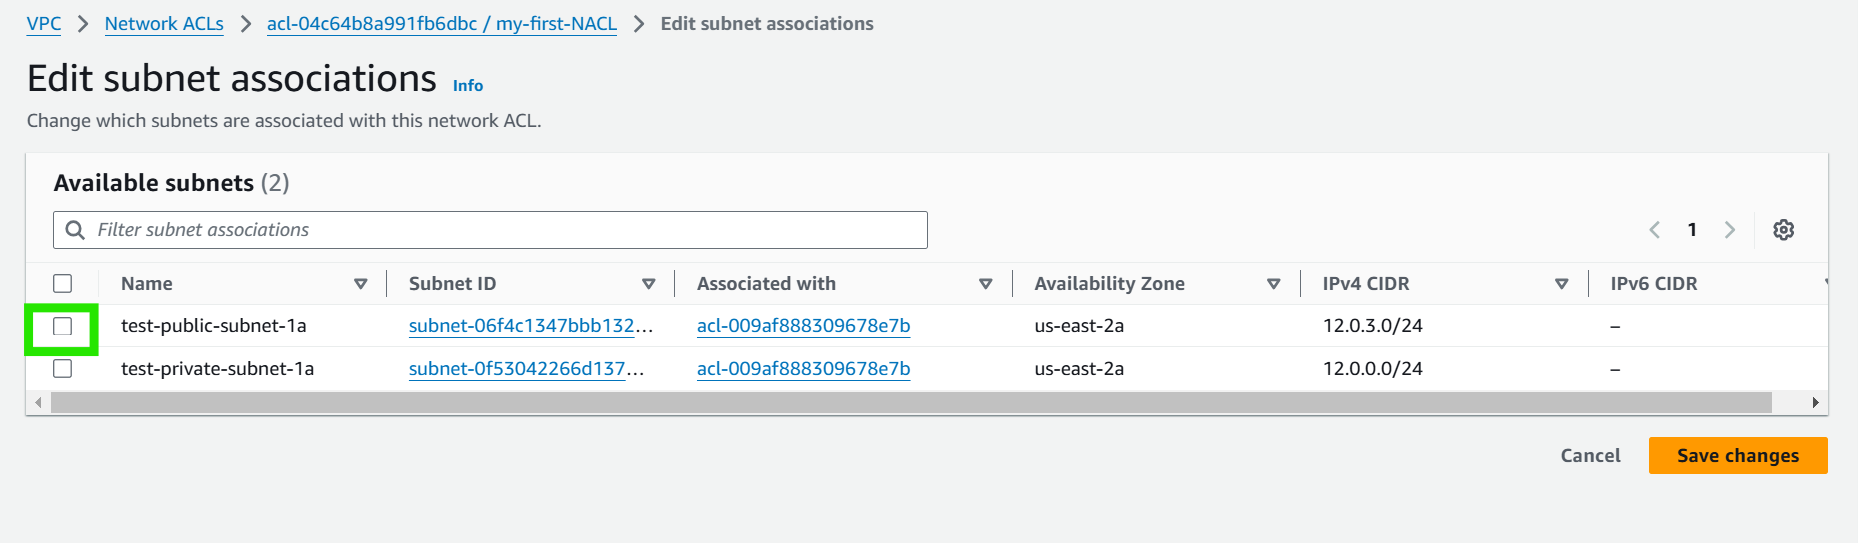 VPC > Network ACLs > acl-04c64b8a991fb6dbc / my-first-NACL > Edit subnet associations
Edit subnet associations Info
Change which subnets are associated with this network ACL.
Available subnets (2)
Filter subnet associations
1
Name Subnet ID Associated with Availability Zone IPv4 CIDR IPv6 CIDR
test-public-subnet-1a subnet-06f4c1347bbb132... acl-009af888309678e7b us-east-2a 12.0.3.0/24 –
test-private-subnet-1a subnet-0f53042266d137... acl-009af888309678e7b us-east-2a 12.0.0.0/24 –
Cancel Save changes